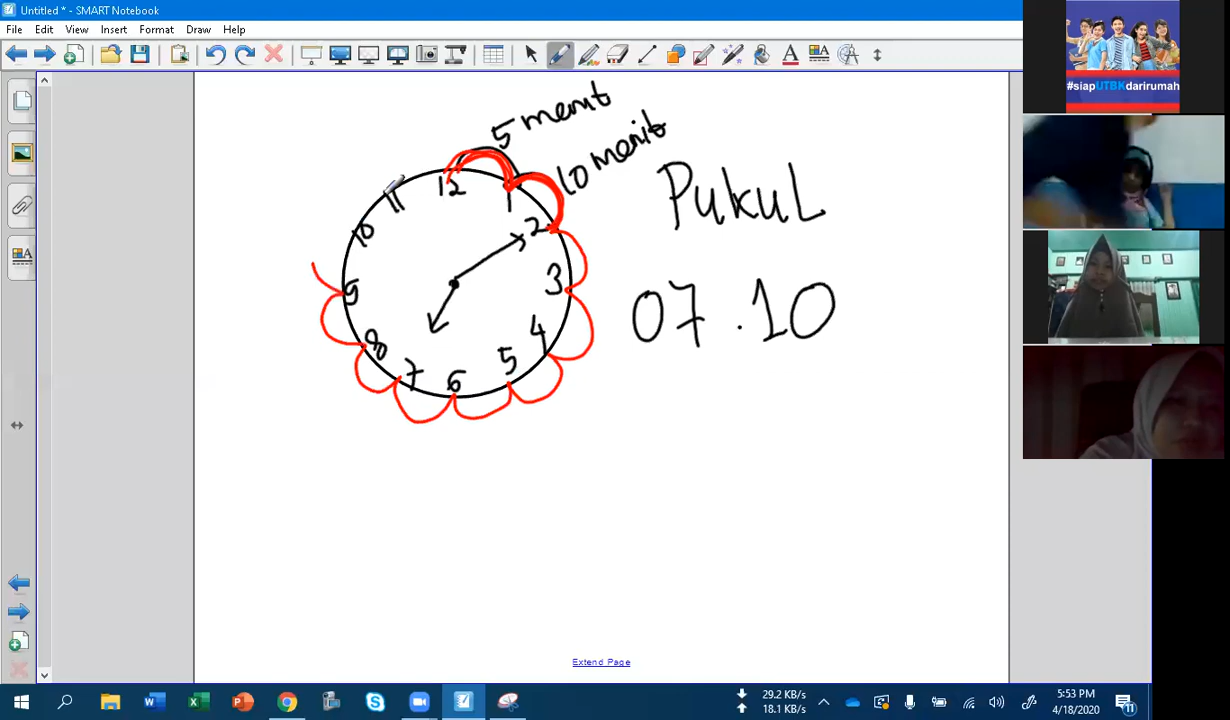 Untitled * - SMART Notebook
File Edit View Insert Format Draw Help
#siapUTBKdarirumah
5 menit
10 menit
12
1
2
3
4
5
6
7
8
9
10
11
Pukul
07.10
Extend Page
29.2 KB/s
18.1 KB/s
5:53 PM
4/18/2020
11